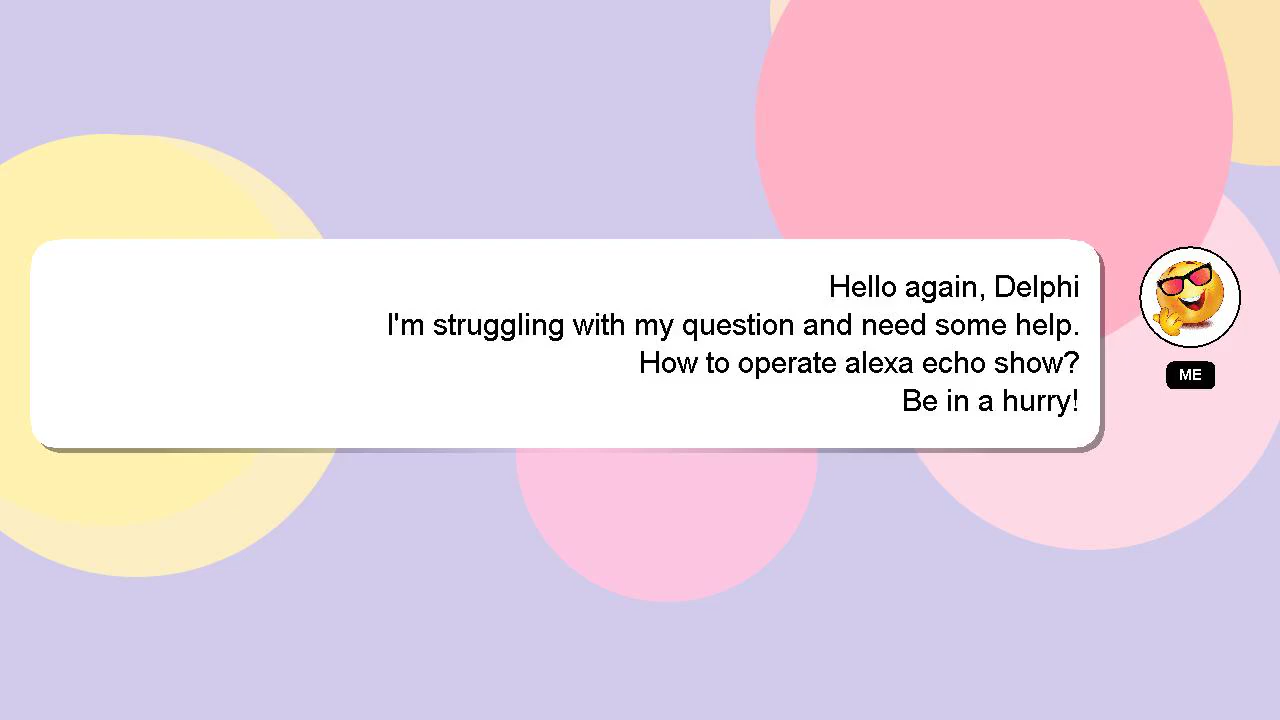 Hello again, Delphi
I'm struggling with my question and need some help.
How to operate alexa echo show?
Be in a hurry!
ME